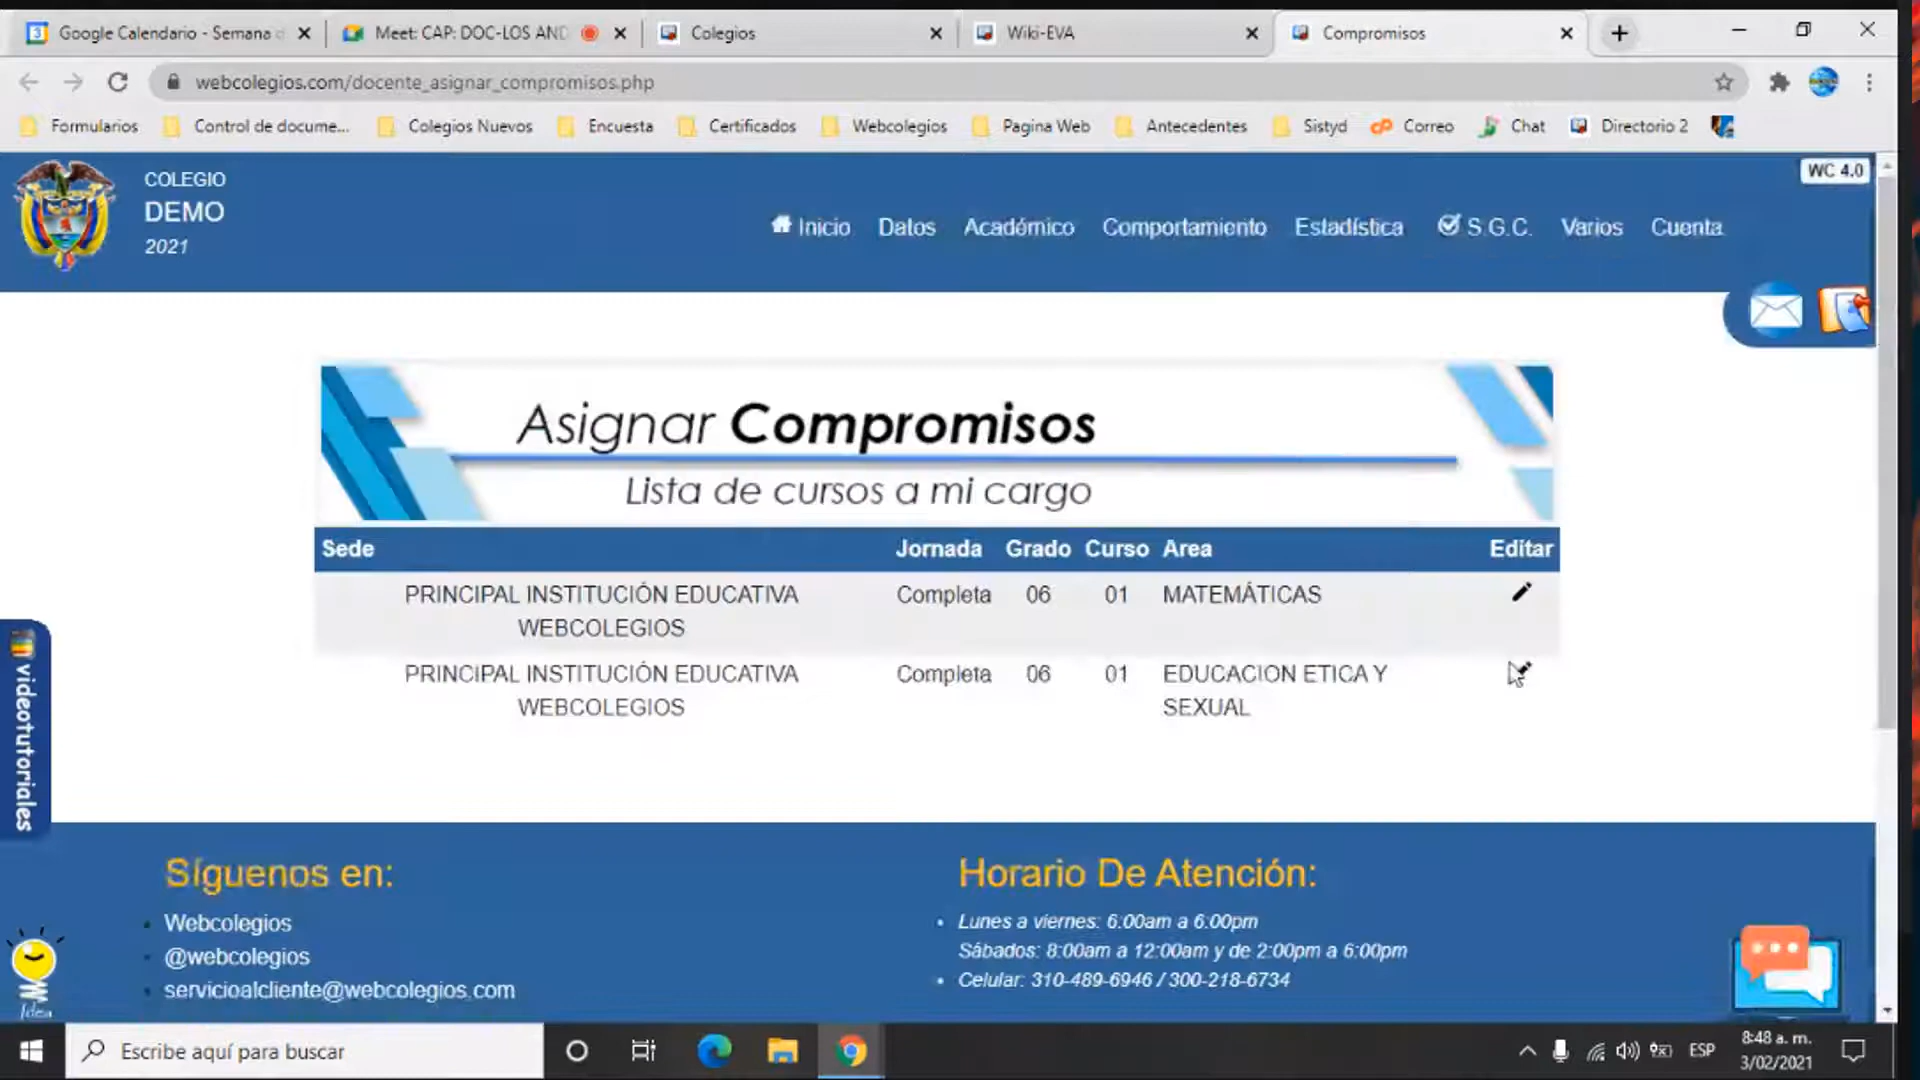 Google Calendario - Semana d
Meet: CAP: DOC-LOS AND
Colegios
Wiki-EVA
Compromisos
webcolegios.com/docente_asignar_compromisos.php
Formularios
Control de docume...
Colegios Nuevos
Encuesta
Certificados
Webcolegios
Pagina Web
Antecedentes
Sistyd
Correo
Chat
Directorio 2
COLEGIO
DEMO
2021
WC 4.0
Inicio Datos Académico Comportamiento Estadística S.G.C. Varios Cuenta
Asignar Compromisos
Lista de cursos a mi cargo
Sede Jornada Grado Curso Area Editar
PRINCIPAL INSTITUCIÓN EDUCATIVA Completa 06 01 MATEMÁTICAS
WEBCOLEGIOS
PRINCIPAL INSTITUCIÓN EDUCATIVA Completa 06 01 EDUCACION ETICA Y
WEBCOLEGIOS SEXUAL
videotutoriales
Síguenos en:
Webcolegios
@webcolegios
servicioalcliente@webcolegios.com
Idea
Horario De Atención:
Lunes a viernes: 6:00am a 6:00pm
Sábados: 8:00am a 12:00am y de 2:00pm a 6:00pm
Celular: 310-489-6946 / 300-218-6734
Escribe aquí para buscar
ESP
8:48 a. m.
3/02/2021